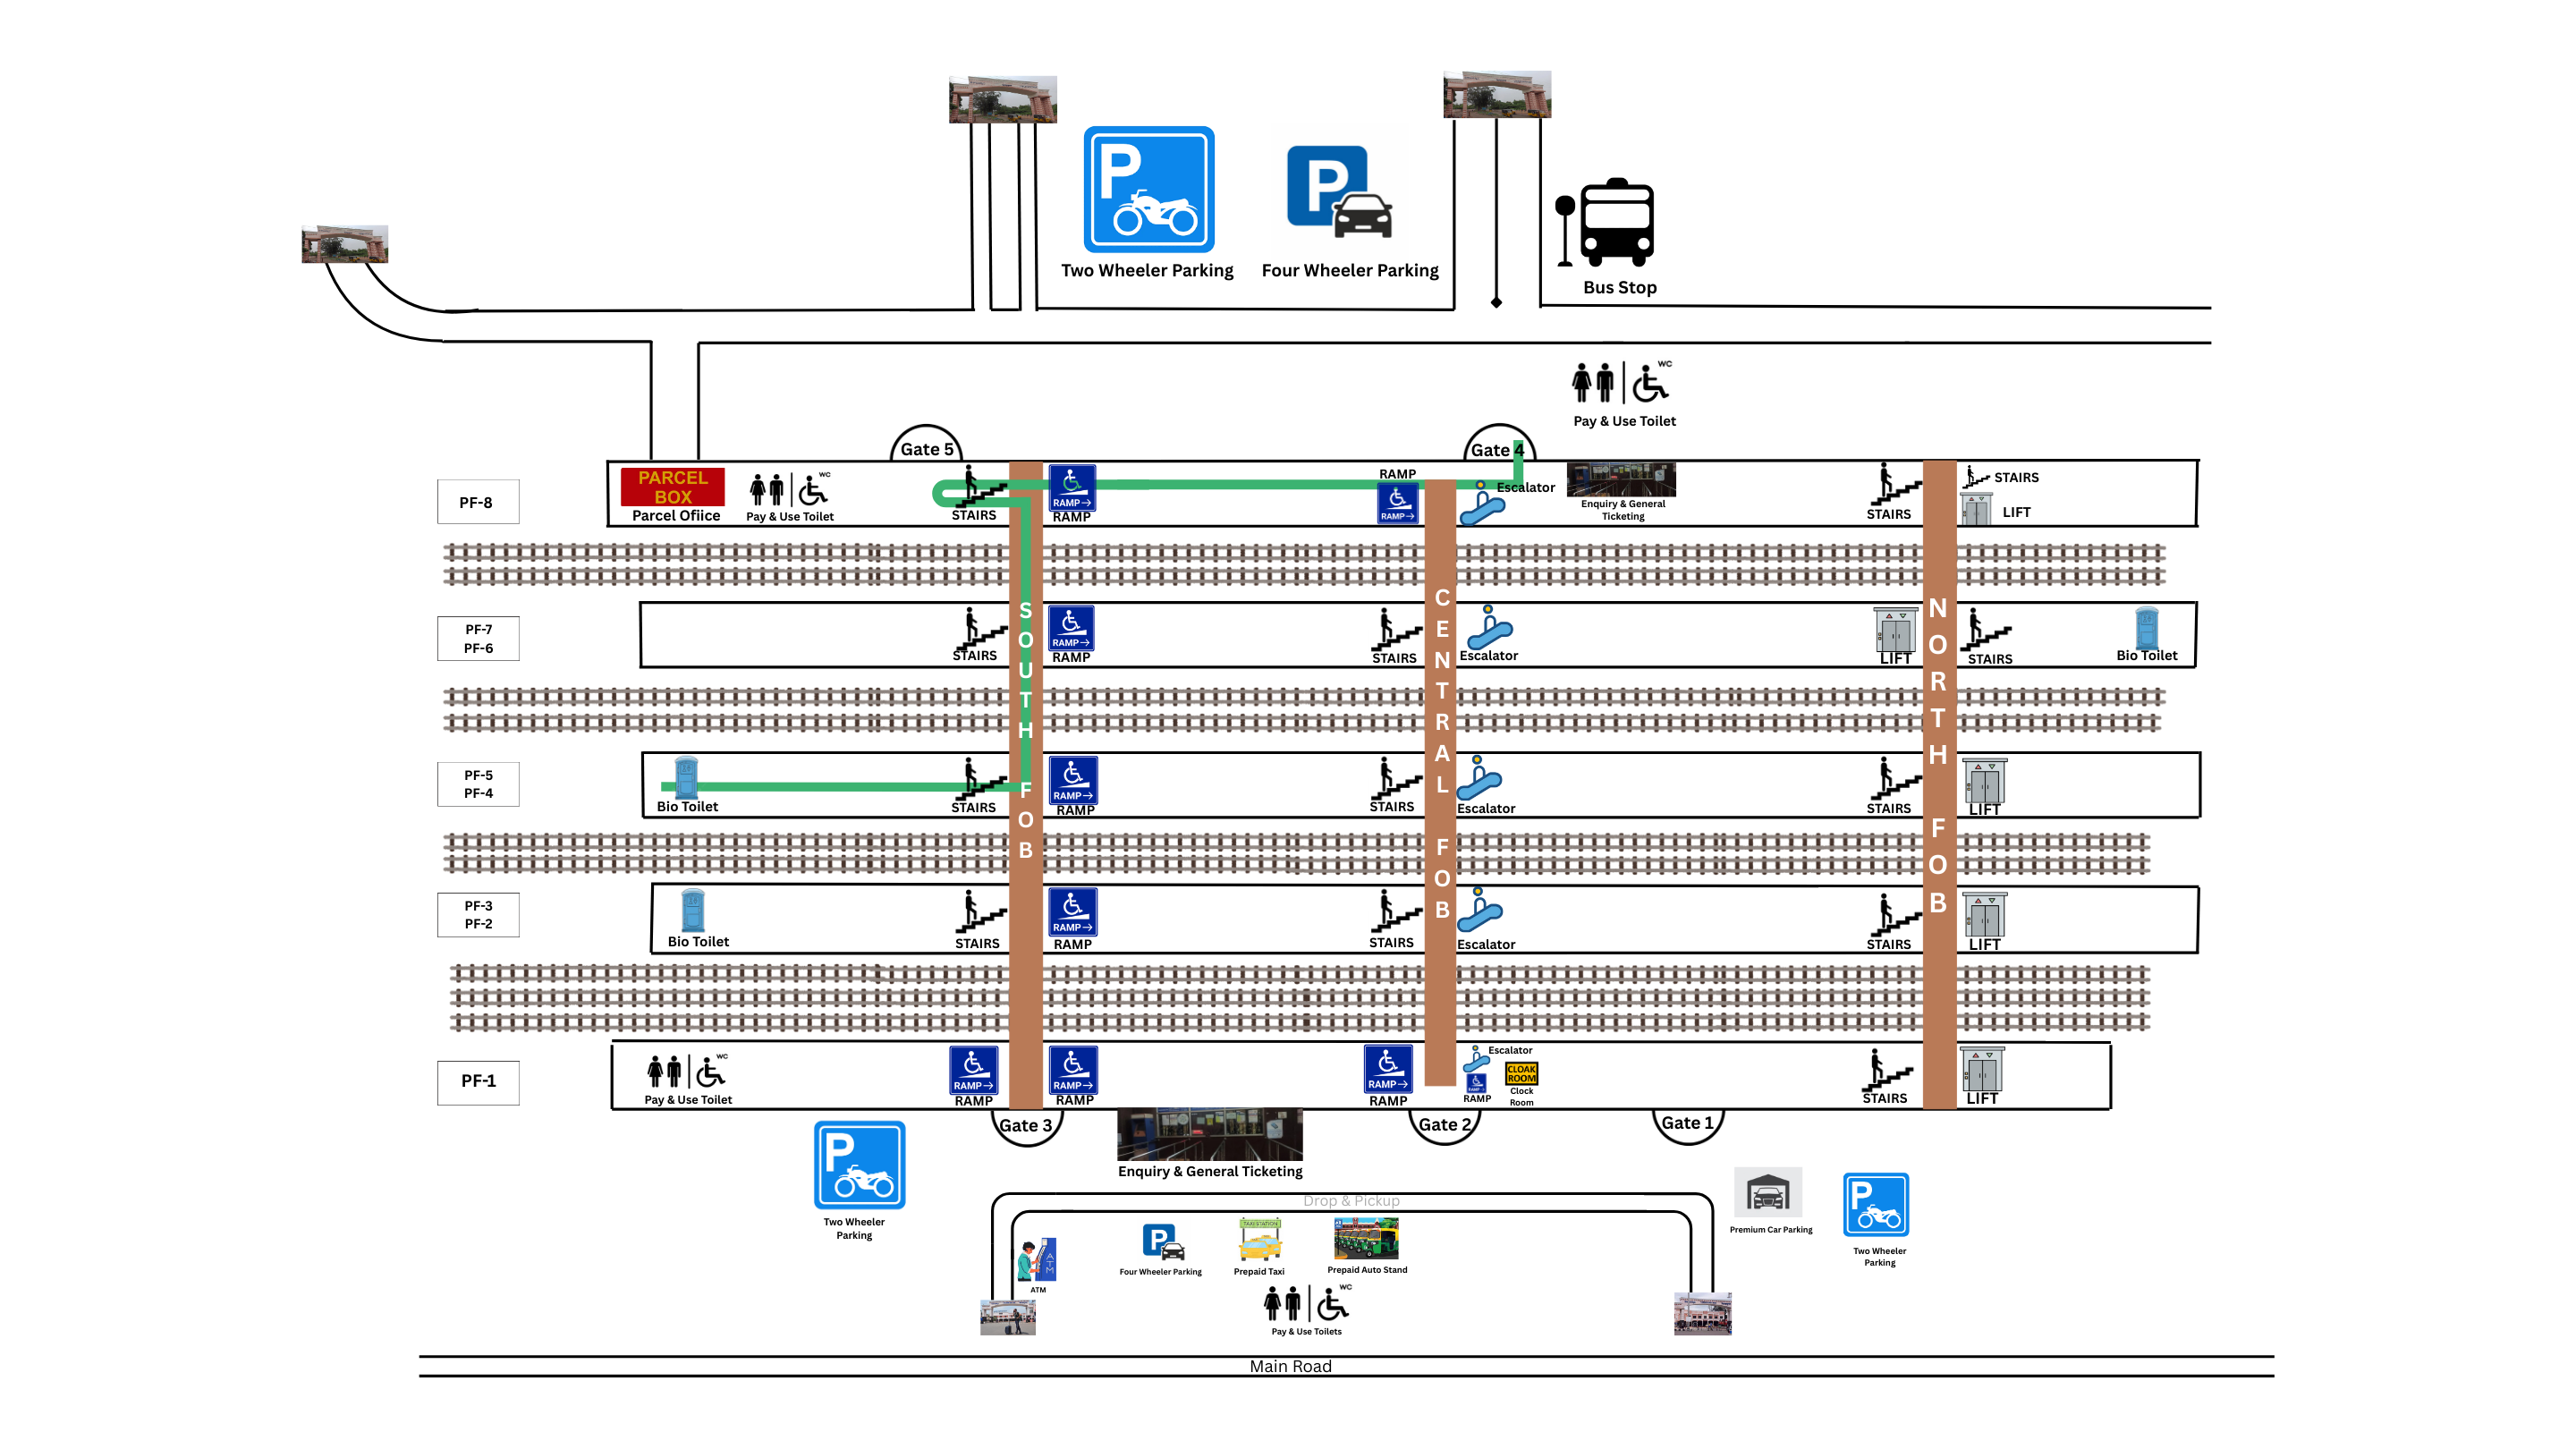 P
Two Wheeler Parking
P
Four Wheeler Parking
Bus Stop
WC
Pay & Use Toilet
Gate 5
Gate 4
PF-8
PARCEL
BOX
Parcel Ofiice
WC
Pay & Use Toilet
STAIRS
RAMP→
RAMP
RAMP
RAMP→
Escalator
Enquiry & General
Ticketing
STAIRS
STAIRS
LIFT
PF-7
PF-6
STAIRS
RAMP→
RAMP
STAIRS
Escalator
LIFT
STAIRS
Bio Toilet
SOUTH FOB
CENTRAL FOB
NORTH FOB
PF-5
PF-4
Bio Toilet
STAIRS
RAMP→
RAMP
STAIRS
Escalator
STAIRS
LIFT
PF-3
PF-2
Bio Toilet
STAIRS
RAMP→
RAMP
STAIRS
Escalator
STAIRS
LIFT
PF-1
WC
Pay & Use Toilet
RAMP→
RAMP
RAMP→
RAMP
RAMP→
RAMP
Escalator
RAMP
CLOAK
ROOM
Clock
Room
STAIRS
LIFT
Gate 3
Gate 2
Gate 1
P
Two Wheeler
Parking
Enquiry & General Ticketing
Drop & Pickup
ATM
ATM
P
Four Wheeler Parking
TAXI STATION
Prepaid Taxi
Prepaid Auto Stand
WC
Pay & Use Toilets
Premium Car Parking
P
Two Wheeler
Parking
Main Road